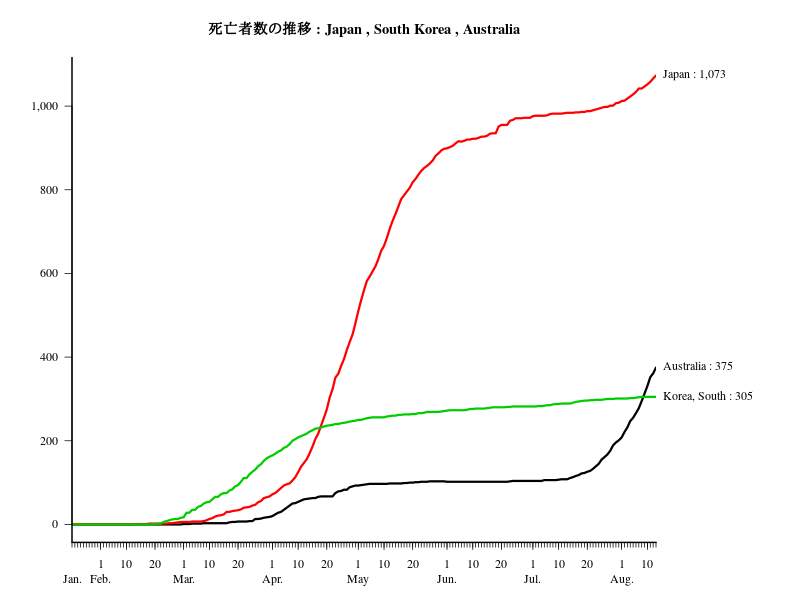 死亡者数の推移 : Japan , South Korea , Australia
Japan : 1,073
1,000
800
600
400
Australia : 375
Korea, South : 305
200
0
1 10 20 1 10 20 1 10 20 1 10 20 1 10 20 1 10 20 1 10
Jan. Feb. Mar. Apr. May Jun. Jul. Aug.